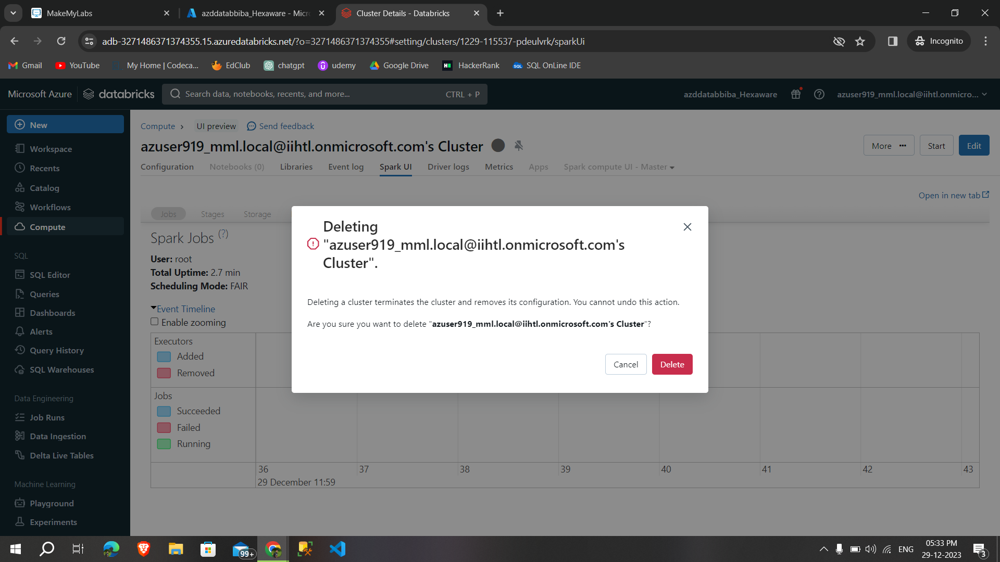 MakeMyLabs
azddatabbiba_Hexaware - Micr
Cluster Details - Databricks
adb-3271486371374355.15.azuredatabricks.net/?o=3271486371374355#setting/clusters/1229-115537-pdeulvrk/sparkUi
Incognito
Gmail
YouTube
My Home | Codeca...
EdClub
chatgpt
udemy
Google Drive
HackerRank
SQL OnLine IDE
Microsoft Azure
databricks
Search data, notebooks, recents, and more...
CTRL + P
azddatabbiba_Hexaware
azuser919_mml.local@iihtl.onmicro...
New
Workspace
Recents
Catalog
Workflows
Compute
SQL
SQL Editor
Queries
Dashboards
Alerts
Query History
SQL Warehouses
Data Engineering
Job Runs
Data Ingestion
Delta Live Tables
Machine Learning
Playground
Experiments
Compute
UI preview
Send feedback
azuser919_mml.local@iihtl.onmicrosoft.com's Cluster
More
Start
Edit
Configuration
Notebooks (0)
Libraries
Event log
Spark UI
Driver logs
Metrics
Apps
Spark compute UI - Master
Open in new tab
Jobs
Stages
Storage
Spark Jobs (?)
User: root
Total Uptime: 2.7 min
Scheduling Mode: FAIR
Event Timeline
Enable zooming
Executors
Added
Removed
Jobs
Succeeded
Failed
Running
36
37
38
39
40
41
42
43
29 December 11:59
Deleting
"azuser919_mml.local@iihtl.onmicrosoft.com's
Cluster".
Deleting a cluster terminates the cluster and removes its configuration. You cannot undo this action.
Are you sure you want to delete "azuser919_mml.local@iihtl.onmicrosoft.com's Cluster"?
Cancel
Delete
99+
ENG
05:33 PM
29-12-2023
3